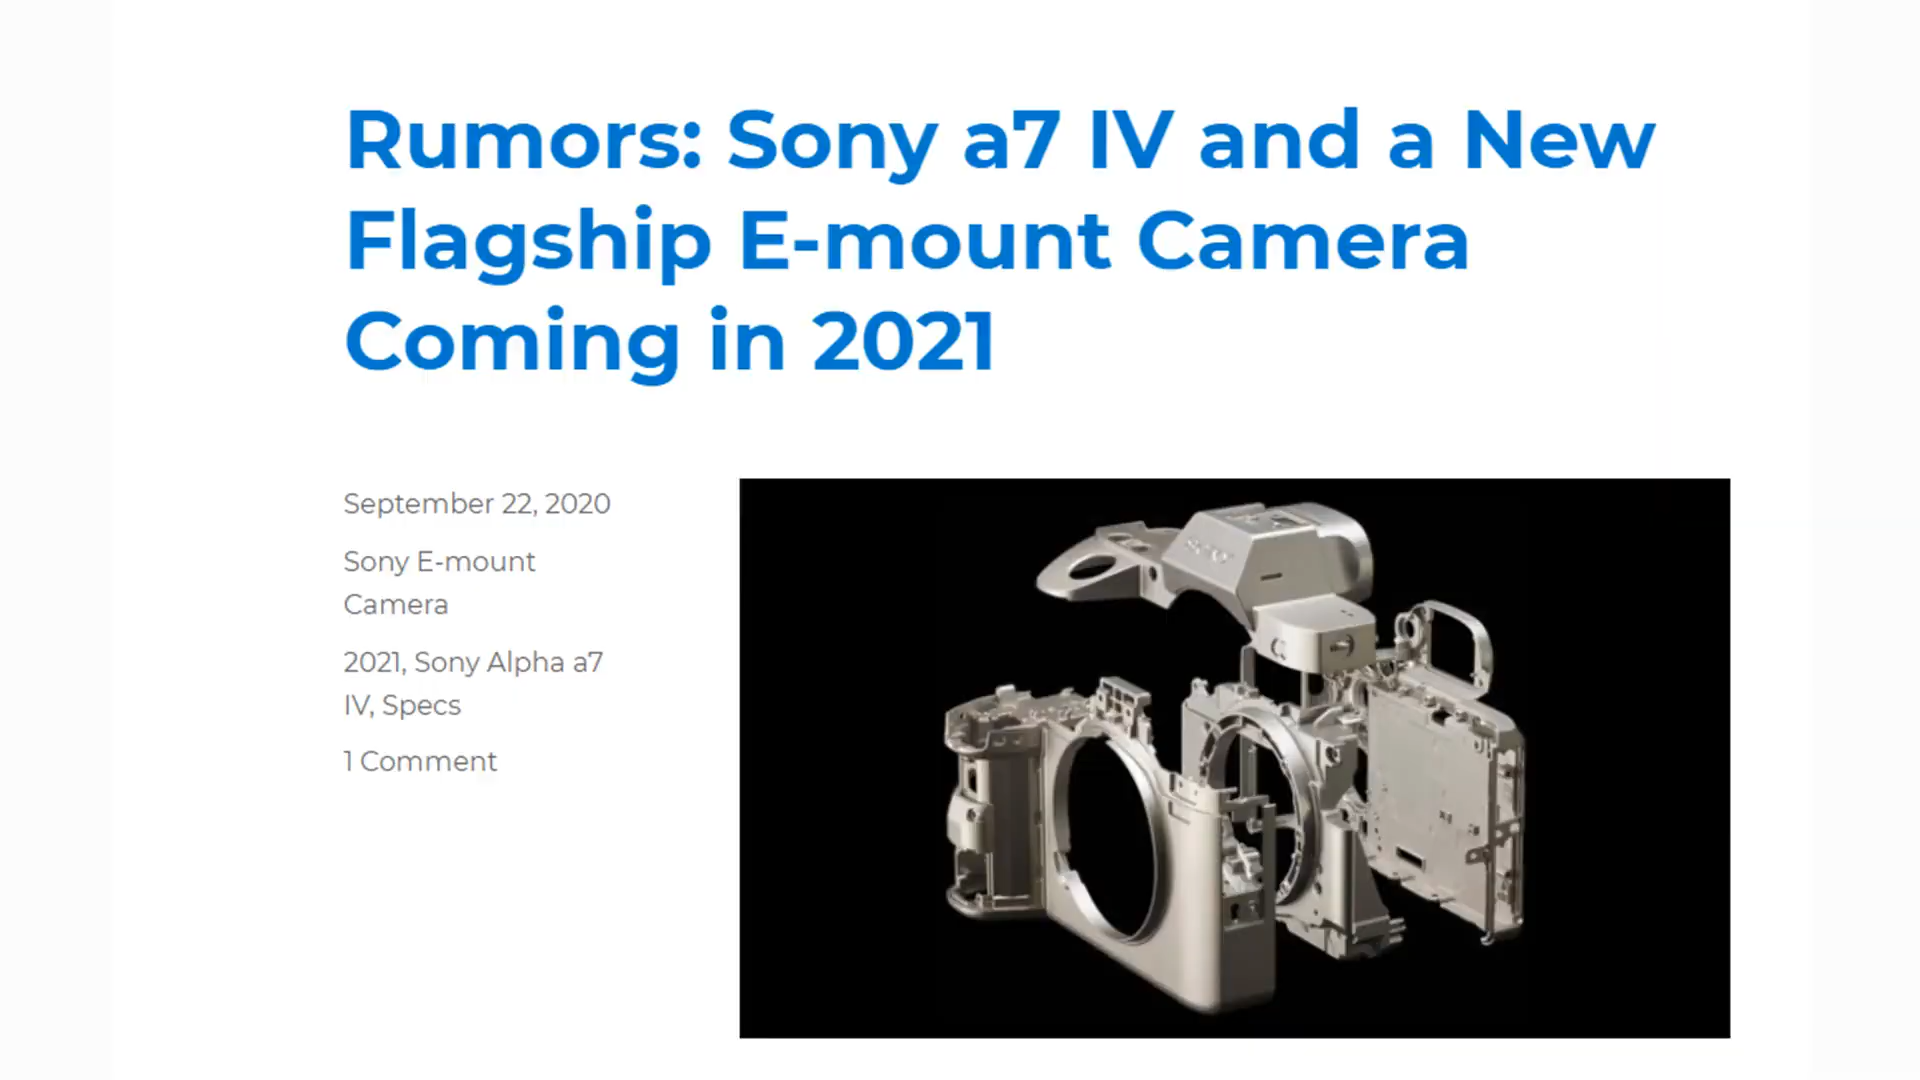 Rumors: Sony a7 IV and a New
Flagship E-mount Camera
Coming in 2021
September 22, 2020
Sony E-mount
Camera
2021, Sony Alpha a7
IV, Specs
1 Comment
SONY